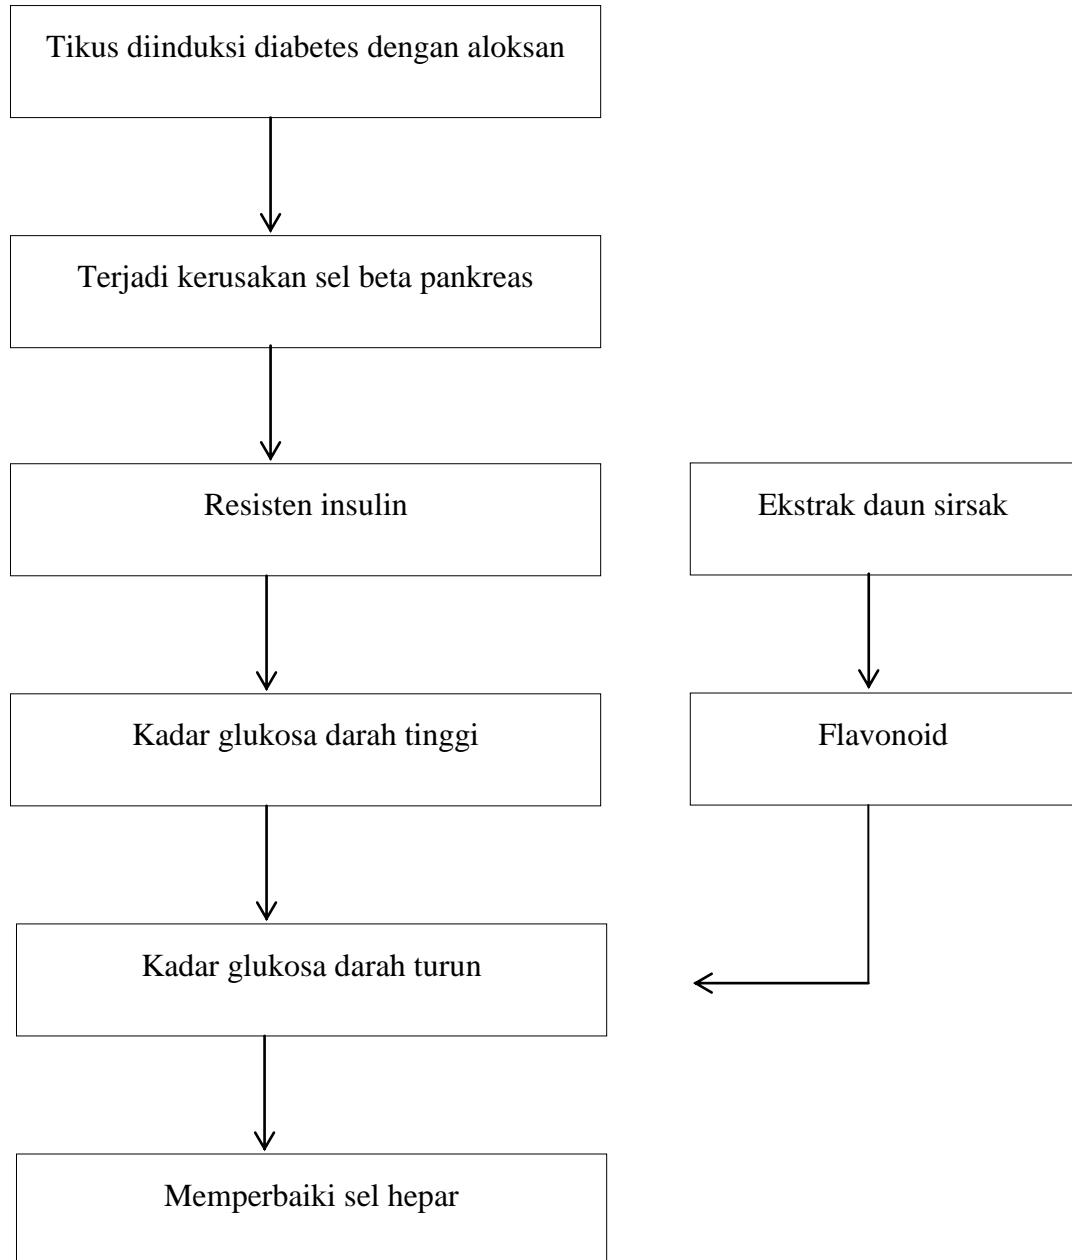 Tikus diinduksi diabetes dengan aloksan
Terjadi kerusakan sel beta pankreas
Resisten insulin
Ekstrak daun sirsak
Kadar glukosa darah tinggi
Flavonoid
Kadar glukosa darah turun
Memperbaiki sel hepar